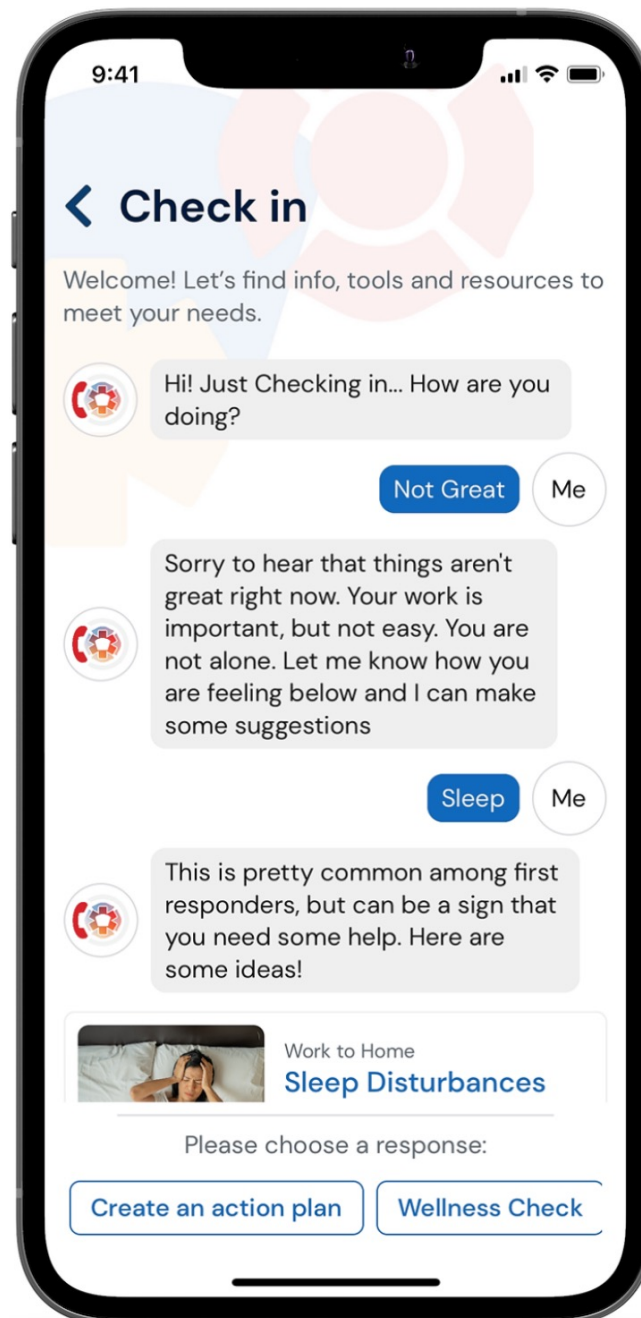 9:41
Check in
Welcome! Let's find info, tools and resources to
meet your needs.
Hi! Just Checking in... How are you
doing?
Not Great
Me
Sorry to hear that things aren't
great right now. Your work is
important, but not easy. You are
not alone. Let me know how you
are feeling below and I can make
some suggestions
Sleep
Me
This is pretty common among first
responders, but can be a sign that
you need some help. Here are
some ideas!
Work to Home
Sleep Disturbances
Please choose a response:
Create an action plan
Wellness Check